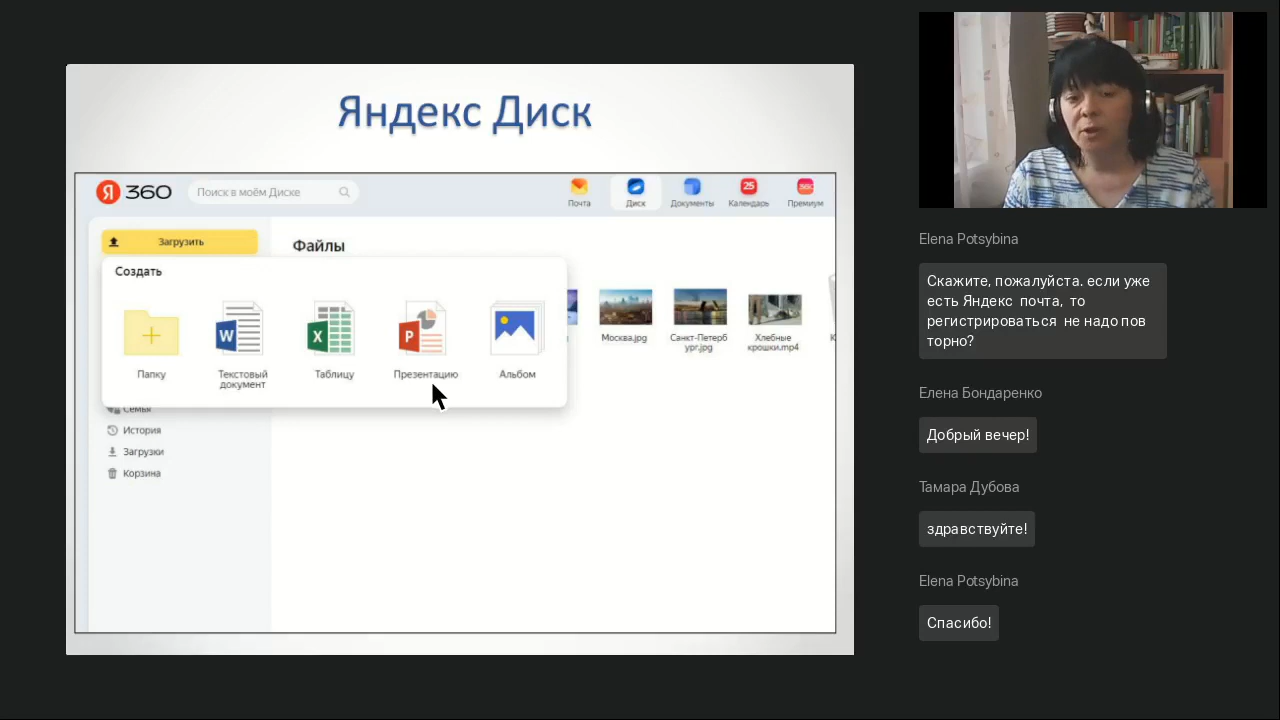 Яндекс Диск
Я 360
Поиск в моём Диске
Почта
Диск
Документы
25
Календарь
360
Премиум
Загрузить
Файлы
Создать
W
X
P
Папку
Текстовый
документ
Таблицу
Презентацию
Альбом
Москва.jpg
Санкт-Петерб
ург.jpg
Хлебные
крошки.mp4
Семья
История
Загрузки
Корзина
Elena Potsybina
Скажите, пожалуйста. если уже
есть Яндекс почта, то
регистрироваться не надо пов
торно?
Елена Бондаренко
Добрый вечер!
Тамара Дубова
здравствуйте!
Elena Potsybina
Спасибо!